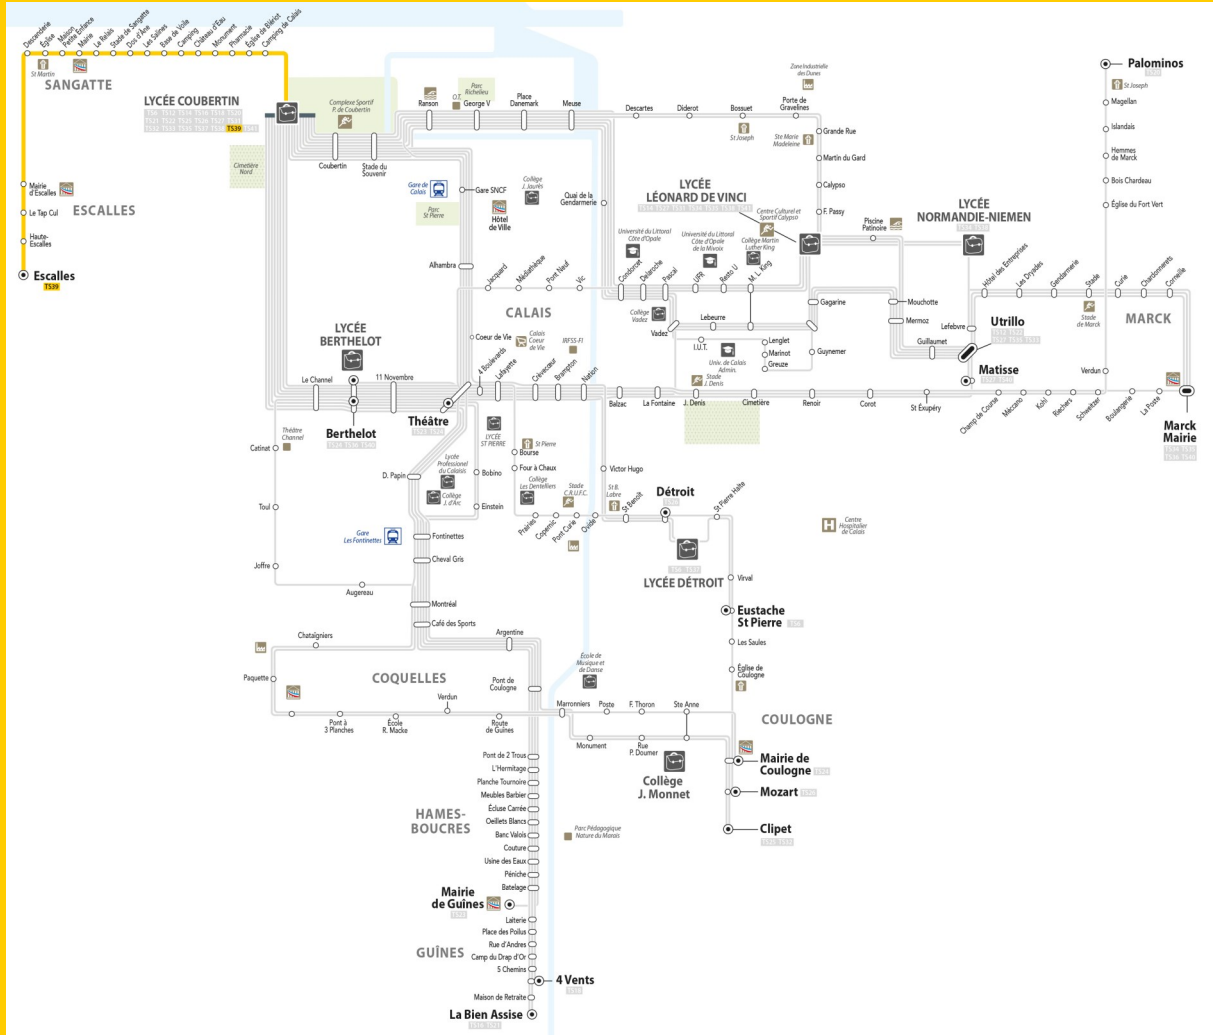 Descenderie
Église
Maison
Petite Enfance
Mairie
Le Relais
Stade de Sangatte
Dos d'Âne
Les Salines
Base de Voile
Camping
Château d'Eau
Monument
Pharmacie
Église de Blériot
Camping de Calais
St Martin
SANGATTE
LYCÉE COUBERTIN
TS39
Complexe Sportif
P. de Coubertin
Cimetière
Nord
Coubertin
Stade du
Souvenir
Ranson
O.T.
Parc
Richelieu
George V
Place
Danemark
Meuse
Descartes
Diderot
Bossuet
St Joseph
Zone Industrielle
des Dunes
Porte de
Gravelines
Ste Marie
Madeleine
Grande Rue
Martin du Gard
Calypso
F. Passy
Palominos
St Joseph
Magellan
Islandais
Hemmes
de Marck
Bois Chardeau
Église du Fort Vert
Mairie
d'Escalles
ESCALLES
Le Tap Cul
Haute-
Escalles
Escalles
TS39
Gare de
Calais
Gare SNCF
Parc
St Pierre
Hôtel
de Ville
Collège
J. Jaurès
Quai de la
Gendarmerie
LYCÉE
LÉONARD DE VINCI
Centre Culturel et
Sportif Calypso
Piscine
Patinoire
LYCÉE
NORMANDIE-NIEMEN
Université du Littoral
Côte d'Opale
Université du Littoral
Côte d'Opale
de la Mivoix
Collège Martin
Luther King
Alhambra
Jacquard
Médiathèque
Pont Neuf
Vic
Condorcet
Delaroche
Pascal
UFR
Resto U
M. L. King
Hôtel des Entreprises
Les Dryades
Gendarmerie
Stade
Curie
Chardonnerets
Corneille
Stade
de Marck
MARCK
CALAIS
Collège
Vadez
Vadez
Lebeurre
Gagarine
Mouchotte
Mermoz
Lefebvre
Guillaumet
Utrillo
LYCÉE
BERTHELOT
Coeur de Vie
Calais
Coeur
de Vie
IRFSS-FI
I.U.T.
Univ. de Calais
Admin.
Lenglet
Marinot
Greuze
Guynemer
Matisse
Verdun
Le Channel
11 Novembre
4 Boulevards
Lafayette
Crèvecœur
Brampton
Nation
Balzac
La Fontaine
Stade
J. Denis
J. Denis
Cimetière
Renoir
Corot
St Exupéry
Champ de Course
Méccano
Kohl
Riechers
Schweitzer
Boulangerie
La Poste
Marck
Mairie
Berthelot
Théâtre
Théâtre
Channel
Catinat
LYCÉE
ST PIERRE
St Pierre
Bourse
Four à Chaux
Collège
Les Dentelliers
Stade
C.R.U.F.C.
Victor Hugo
St B.
Labre
St Benoît
Détroit
St Pierre Halte
D. Papin
Lycée
Professionel
du Calaisis
Collège
J. d'Arc
Bobino
Einstein
Prairies
Copernic
Pont Curie
Ovide
Centre
Hospitalier
de Calais
Toul
Gare
Les Fontinettes
Fontinettes
Cheval Gris
Joffre
Augereau
LYCÉE DÉTROIT
Virval
Montréal
Café des Sports
Eustache
St Pierre
Chataîgniers
Argentine
Les Saules
École de
Musique et
de Danse
Église de
Coulogne
Paquette
COQUELLES
Pont de
Coulogne
Verdun
Pont à
3 Planches
École
R. Macke
Route
de Guînes
Marronniers
Poste
F. Thoron
Ste Anne
COULOGNE
Monument
Rue
P. Doumer
Collège
J. Monnet
Mairie de
Coulogne
Mozart
Clipet
Pont de 2 Trous
L'Hermitage
Planche Tournoire
Meubles Barbier
Écluse Carrée
Oeillets Blancs
Banc Valois
Couture
Usine des Eaux
Péniche
Batelage
HAMES-
BOUCRES
Parc Pédagogique
Nature du Marais
Mairie
de Guînes
Laiterie
Place des Poilus
Rue d'Andres
Camp du Drap d'Or
5 Chemins
GUÎNES
4 Vents
Maison de Retraite
La Bien Assise